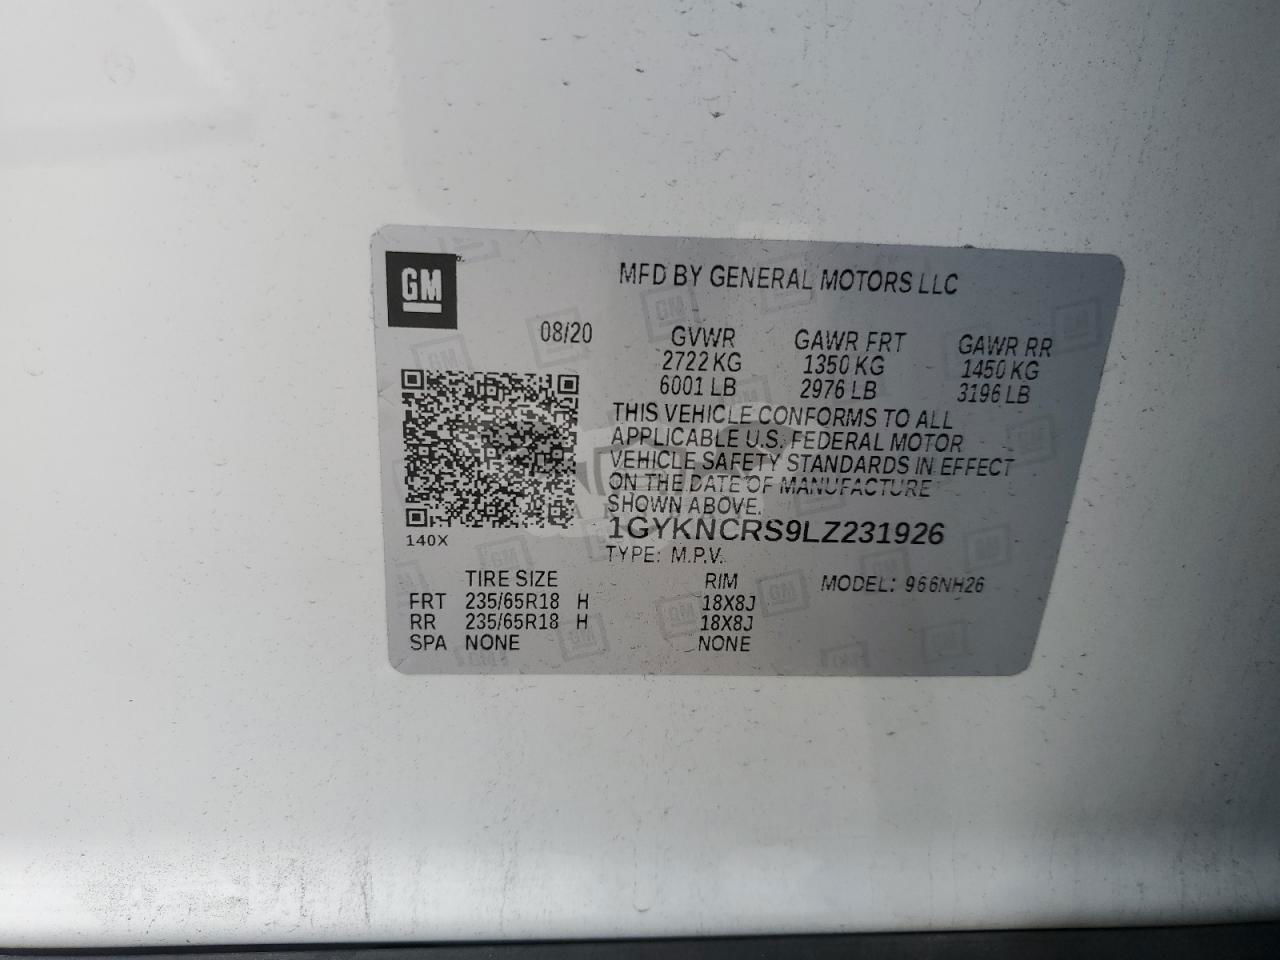 GM
MFD BY GENERAL MOTORS LLC
08/20 GVWR GAWR FRT GAWR RR
2722 KG 1350 KG 1450 KG
6001 LB 2976 LB 3196 LB
THIS VEHICLE CONFORMS TO ALL
APPLICABLE U.S. FEDERAL MOTOR
VEHICLE SAFETY STANDARDS IN EFFECT
ON THE DATE OF MANUFACTURE
SHOWN ABOVE.
1GYKNCRS9LZ231926
140X
TYPE: M.P.V.
TIRE SIZE RIM MODEL: 966NH26
FRT 235/65R18 H 18X8J
RR 235/65R18 H 18X8J
SPA NONE NONE